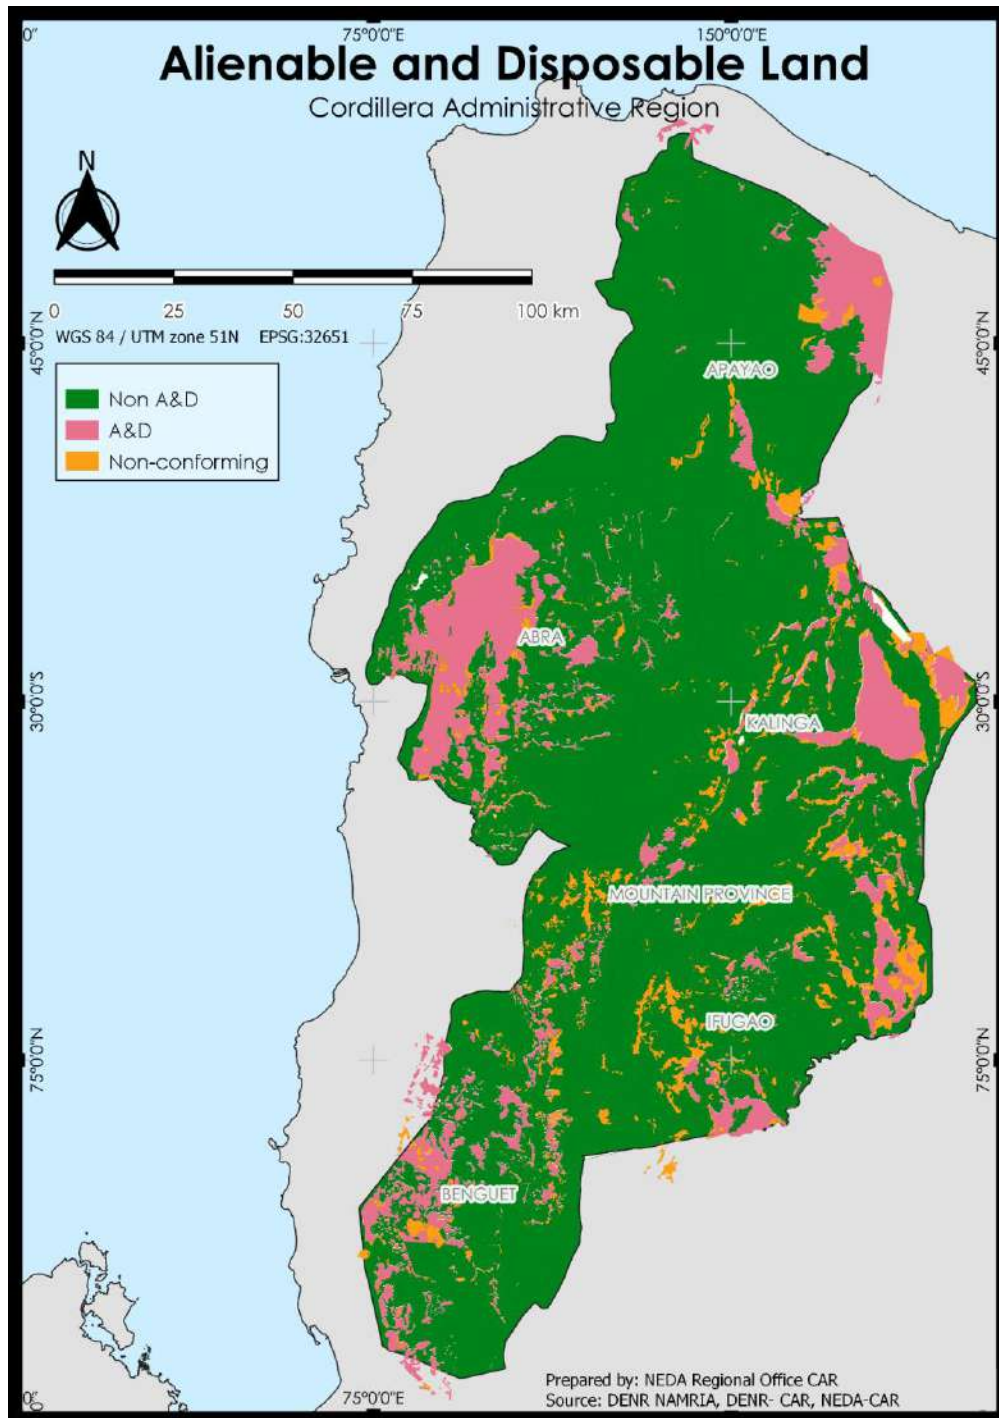 0"
75°0'0"E
150°0'0"E
Alienable and Disposable Land
Cordillera Administrative Region
N
0 25 50 75 100 km
WGS 84 / UTM zone 51N EPSG:32651
45°0'0"N
45°0'0"N
Non A&D
A&D
Non-conforming
APAYAO
ABRA
30°0'0"S
30°0'0"S
KALINGA
MOUNTAIN PROVINCE
IFUGAO
75°0'0"N
75°0'0"N
BENGUET
Prepared by: NEDA Regional Office CAR
Source: DENR NAMRIA, DENR- CAR, NEDA-CAR
0"
75°0'0"E